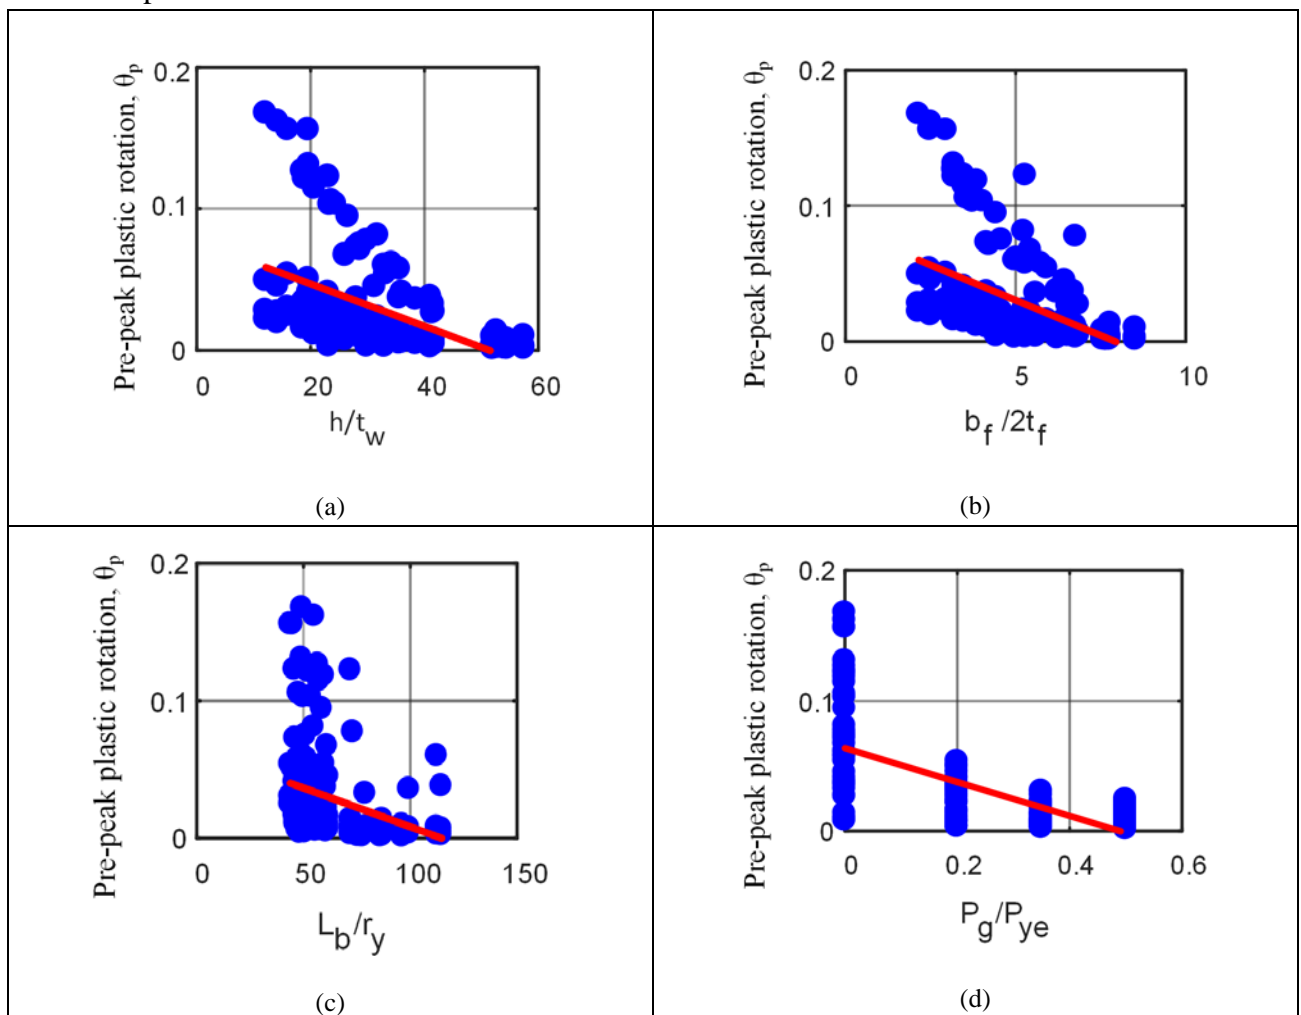 Pre-peak plastic rotation, θp
0.2
0.1
0
0 20 40 60
h/tw
(a)
Pre-peak plastic rotation, θp
0.2
0.1
0
0 5 10
bf /2tf
(b)
Pre-peak plastic rotation, θp
0.2
0.1
0
0 50 100 150
Lb/ry
(c)
Pre-peak plastic rotation, θp
0.2
0.1
0
0 0.2 0.4 0.6
Pg/Pye
(d)